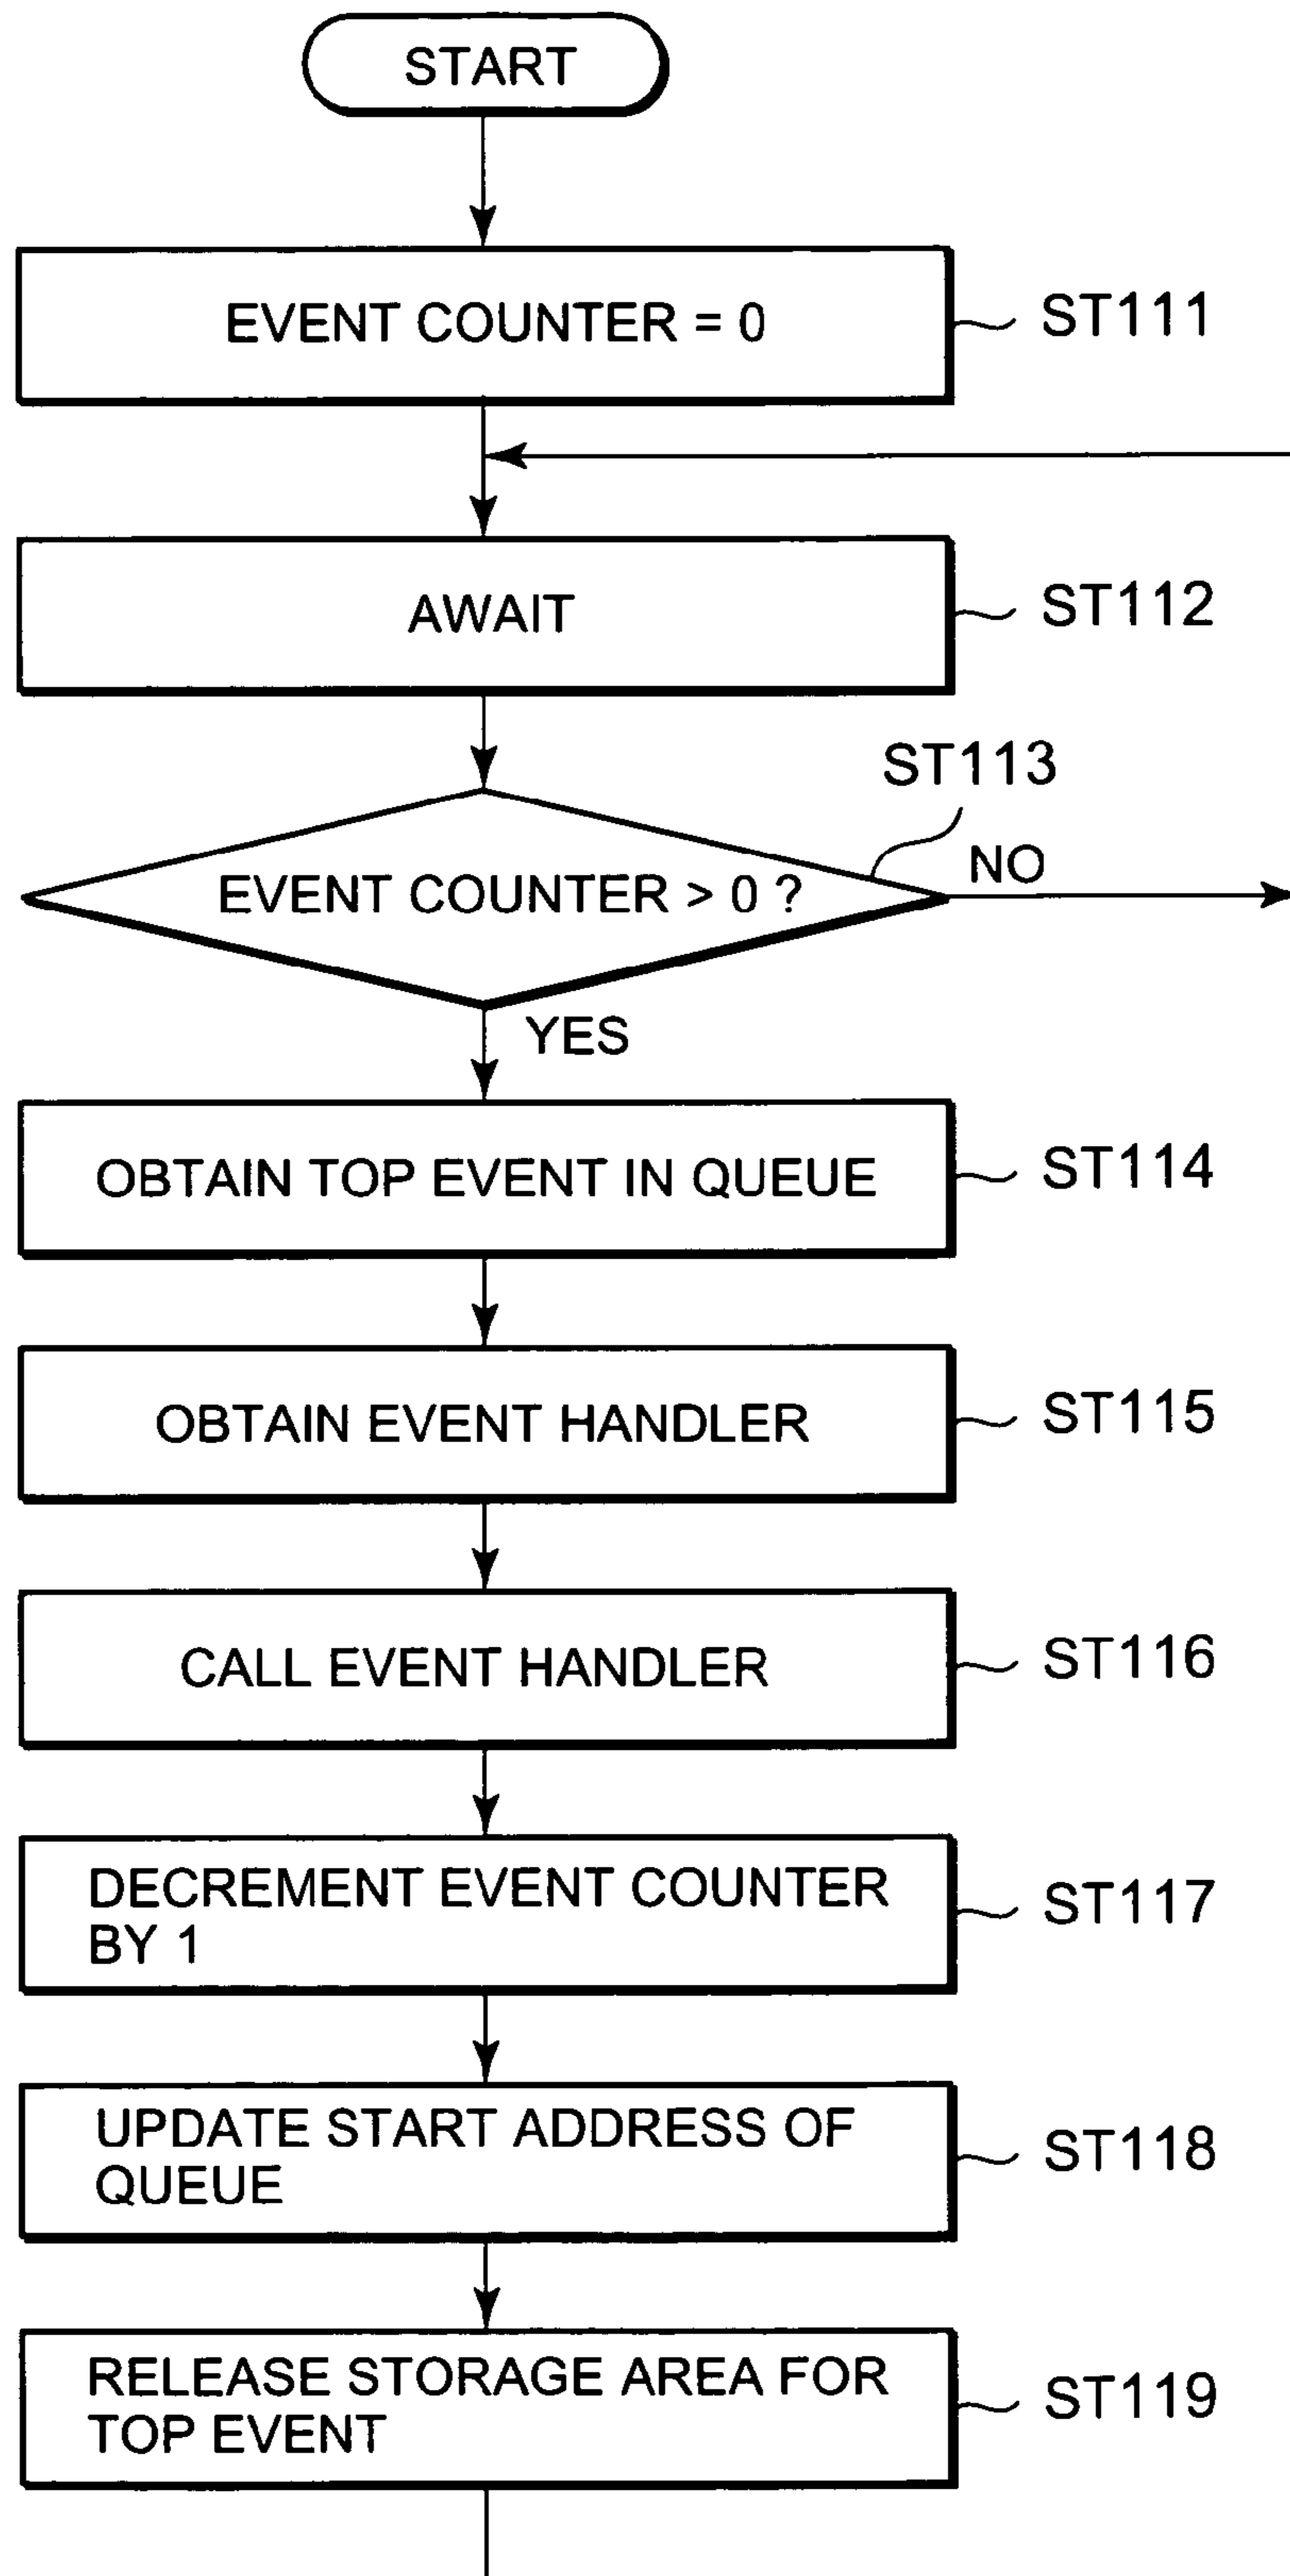 START
EVENT COUNTER = 0
ST111
AWAIT
ST112
ST113
EVENT COUNTER > 0 ?
NO
YES
OBTAIN TOP EVENT IN QUEUE
ST114
OBTAIN EVENT HANDLER
ST115
CALL EVENT HANDLER
ST116
DECREMENT EVENT COUNTER
BY 1
ST117
UPDATE START ADDRESS OF
QUEUE
ST118
RELEASE STORAGE AREA FOR
TOP EVENT
ST119